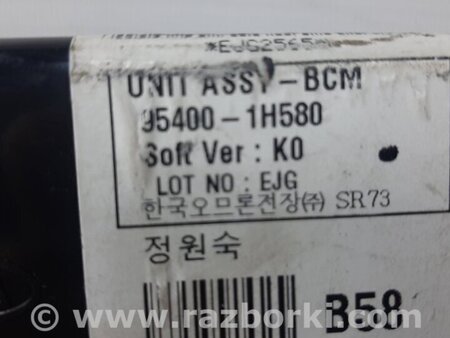 UNIT ASSY-BCM
95400-1H580
Soft Ver : K0
LOT NO : EJG
한국오므론전장㈜ SR73
정원숙
B58
© www.razborki.com